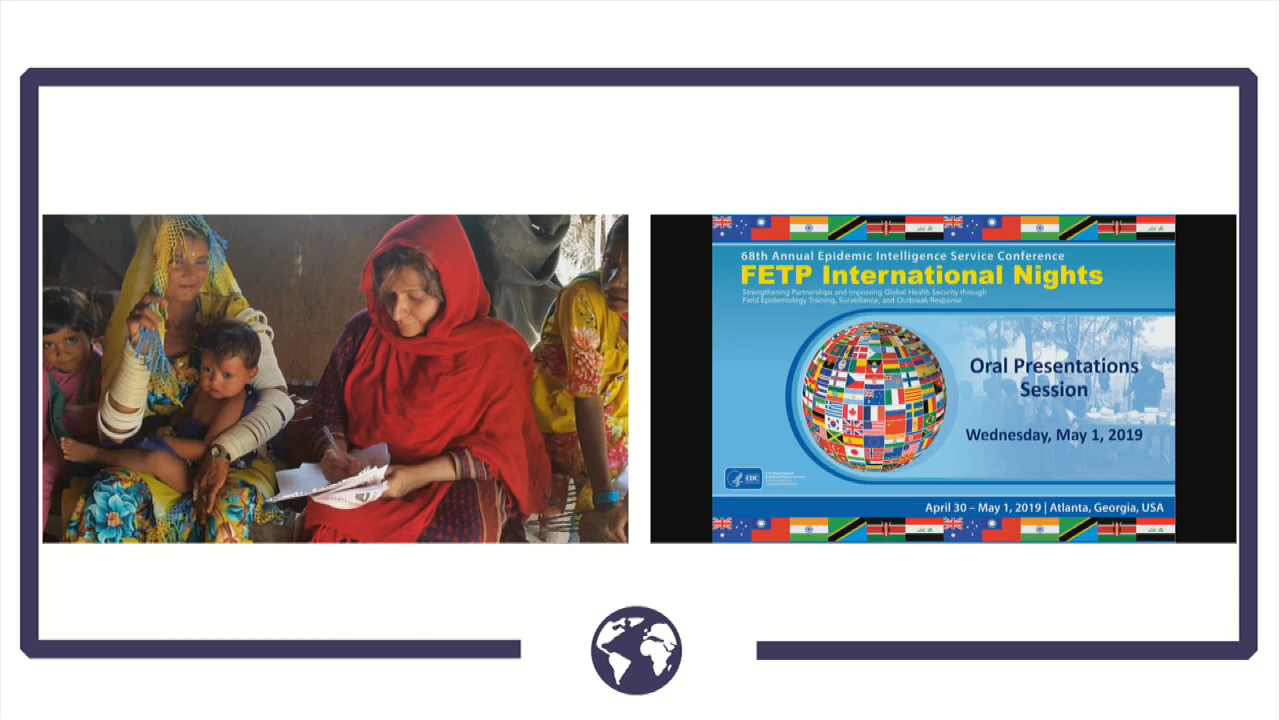 68th Annual Epidemic Intelligence Service Conference
FETP International Nights
Strengthening Partnerships and Improving Global Health Security through
Field Epidemiology Training, Surveillance, and Outbreak Response
Oral Presentations
Session
Wednesday, May 1, 2019
CDC
April 30 – May 1, 2019 | Atlanta, Georgia, USA